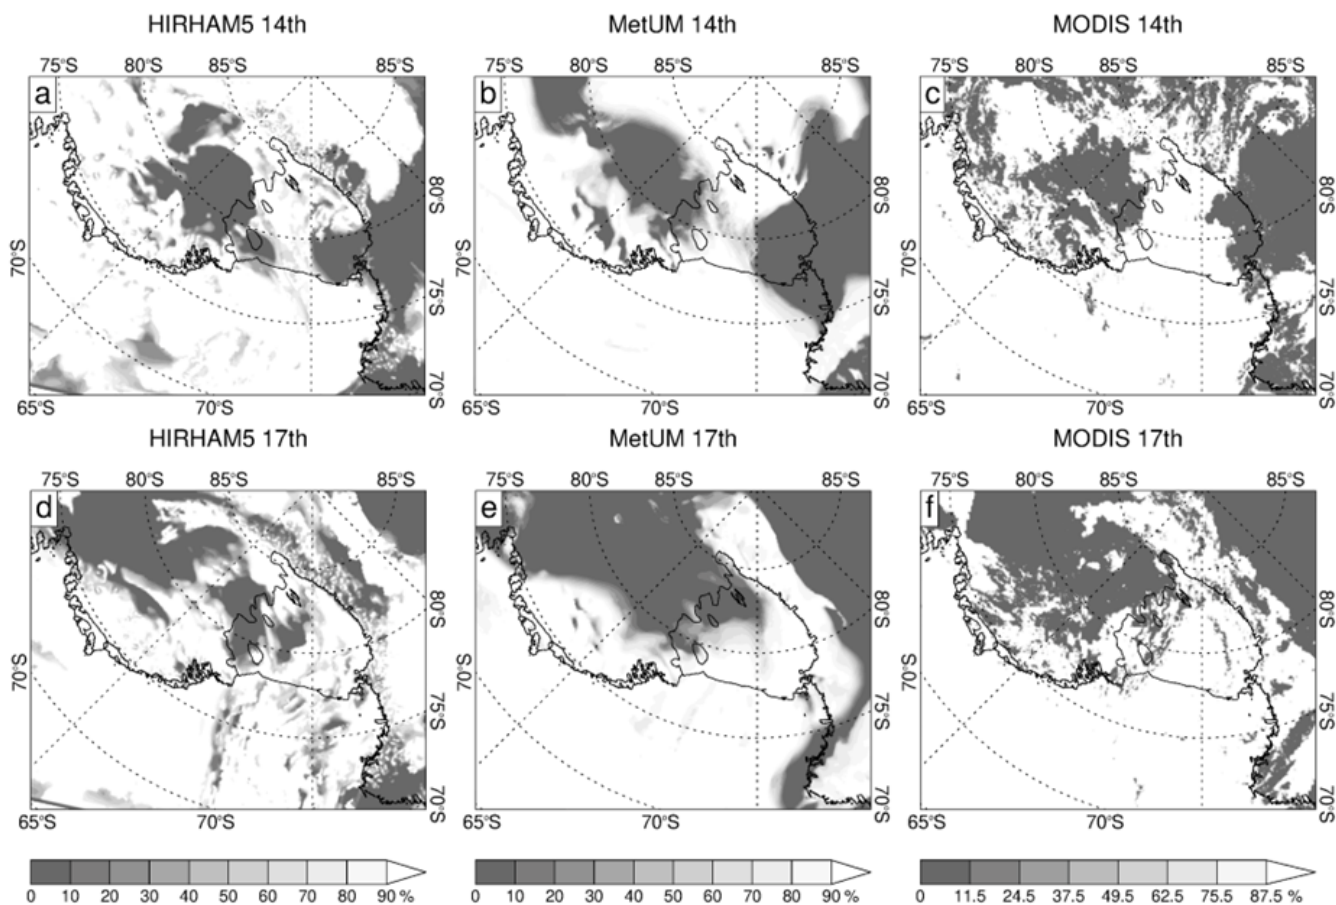 HIRHAM5 14th MetUM 14th MODIS 14th
75°S 80°S 85°S 85°S 75°S 80°S 85°S 85°S 75°S 80°S 85°S 85°S
a b c
80°S 80°S 80°S
70°S 70°S 70°S
75°S 75°S 75°S
70°S 70°S 70°S
65°S 70°S 65°S 70°S 65°S 70°S
HIRHAM5 17th MetUM 17th MODIS 17th
75°S 80°S 85°S 85°S 75°S 80°S 85°S 85°S 75°S 80°S 85°S 85°S
d e f
80°S 80°S 80°S
70°S 70°S 70°S
75°S 75°S 75°S
70°S 70°S 70°S
65°S 70°S 65°S 70°S 65°S 70°S
0 10 20 30 40 50 60 70 80 90 % 0 10 20 30 40 50 60 70 80 90 % 0 11.5 24.5 37.5 49.5 62.5 75.5 87.5 %